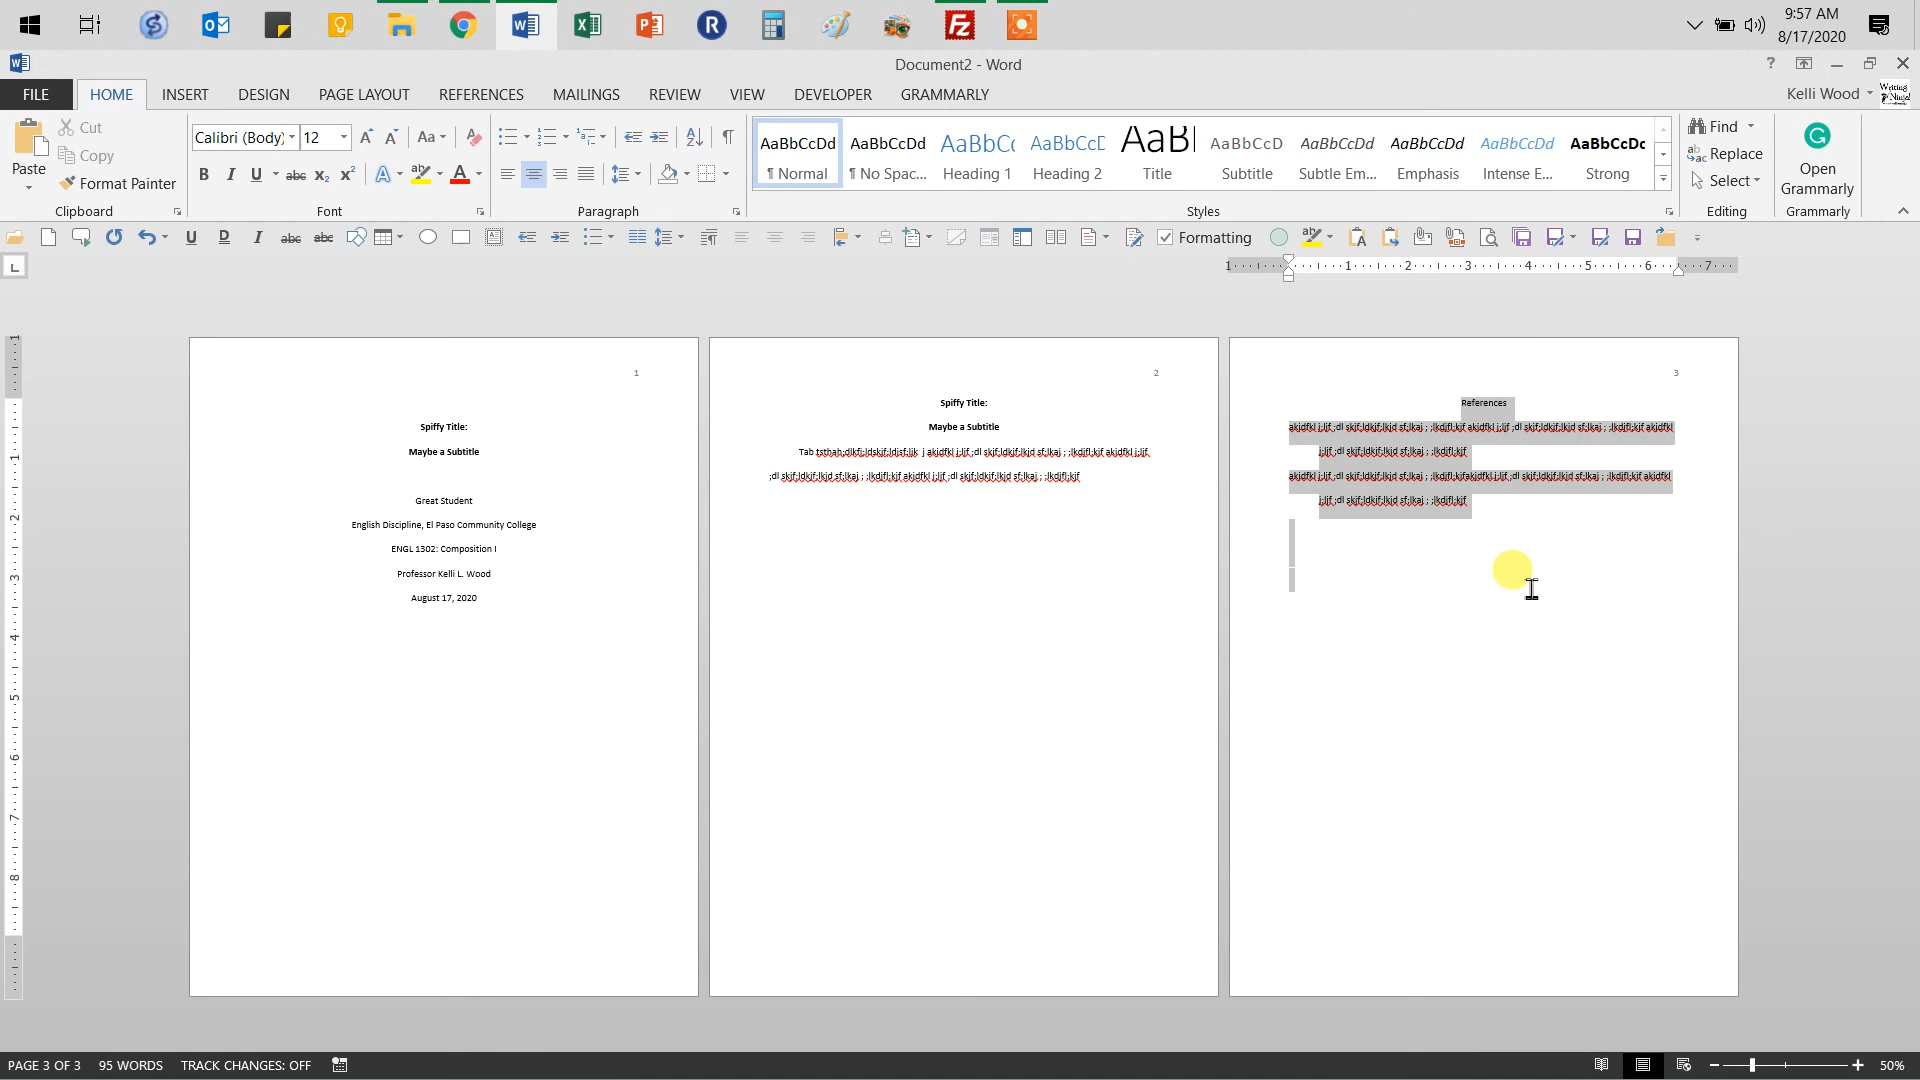 9:57 AM
8/17/2020
Document2 - Word
FILE HOME INSERT DESIGN PAGE LAYOUT REFERENCES MAILINGS REVIEW VIEW DEVELOPER GRAMMARLY
Kelli Wood
Paste
Cut
Copy
Format Painter
Clipboard
Calibri (Body) 12
Font
Paragraph
AaBbCcDd AaBbCcDd AaBbCc AaBbCcD AaBl AaBbCcD AaBbCcDd AaBbCcDd AaBbCcDd AaBbCcDc
¶ Normal ¶ No Spac... Heading 1 Heading 2 Title Subtitle Subtle Em... Emphasis Intense E... Strong
Styles
Find
Replace
Select
Editing
Open
Grammarly
Grammarly
Formatting
1
Spiffy Title:
Maybe a Subtitle
Great Student
English Discipline, El Paso Community College
ENGL 1302: Composition I
Professor Kelli L. Wood
August 17, 2020
2
Spiffy Title:
Maybe a Subtitle
Tab
3
References
PAGE 3 OF 3 95 WORDS TRACK CHANGES: OFF
50%